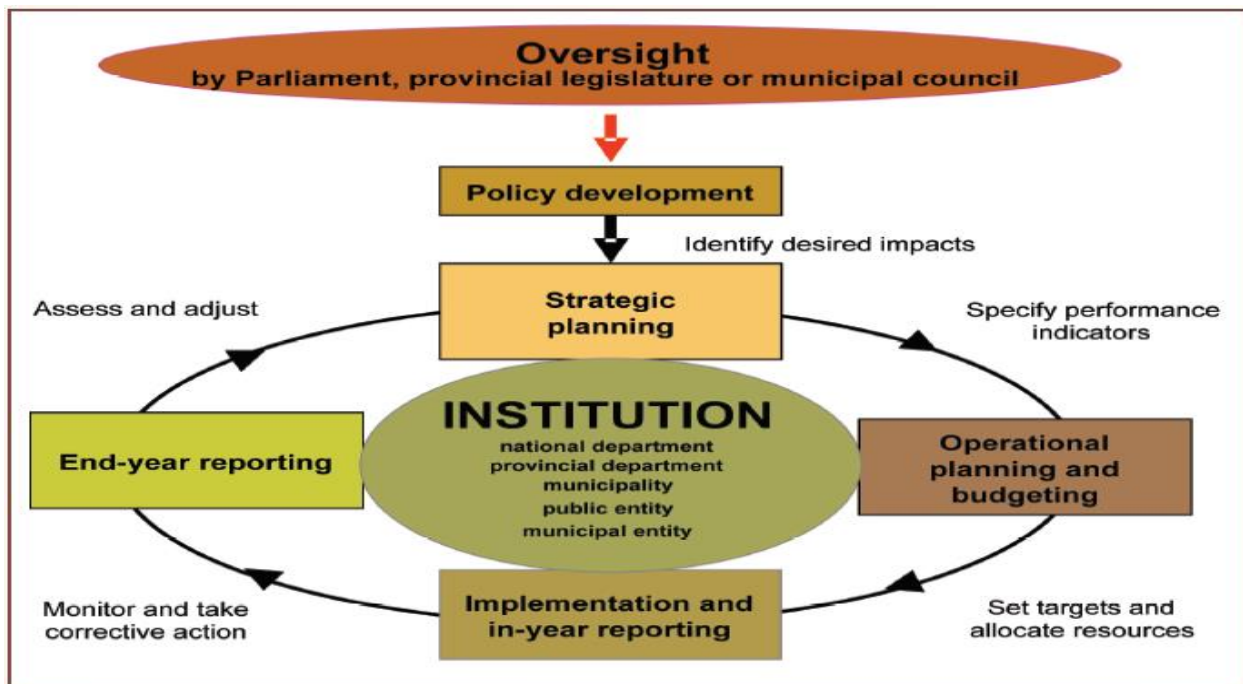 Oversight
by Parliament, provincial legislature or municipal council
Policy development
Identify desired impacts
Strategic
planning
Assess and adjust
Specify performance
indicators
INSTITUTION
national department
provincial department
municipality
public entity
municipal entity
End-year reporting
Operational
planning and
budgeting
Implementation and
in-year reporting
Monitor and take
corrective action
Set targets and
allocate resources